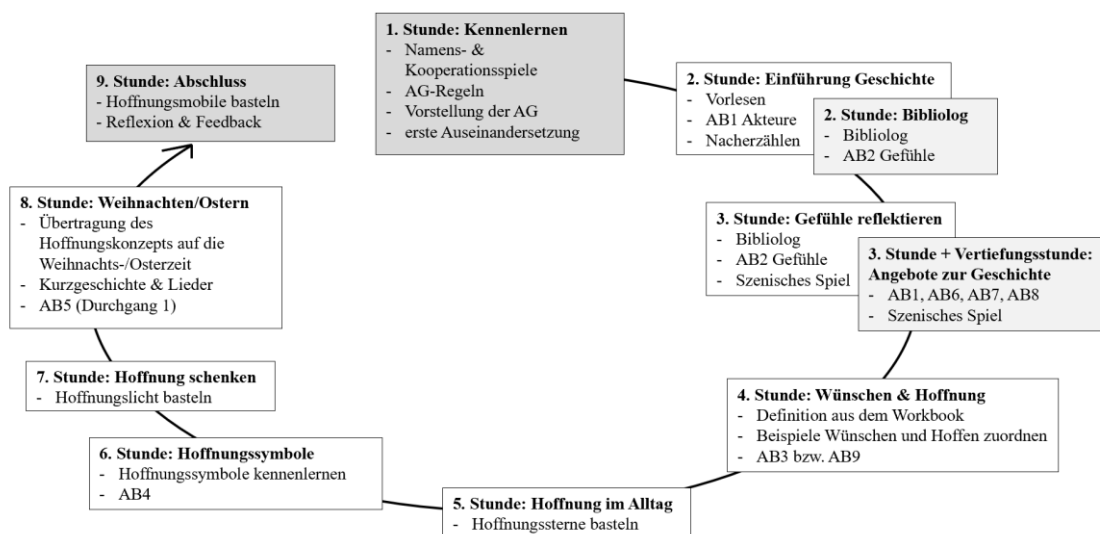 1. Stunde: Kennenlernen
- Namens- &
Kooperationsspiele
- AG-Regeln
- Vorstellung der AG
- erste Auseinandersetzung
2. Stunde: Einführung Geschichte
- Vorlesen
- AB1 Akteure
- Nacherzählen
2. Stunde: Bibliolog
- Bibliolog
- AB2 Gefühle
3. Stunde: Gefühle reflektieren
- Bibliolog
- AB2 Gefühle
- Szenisches Spiel
3. Stunde + Vertiefungsstunde:
Angebote zur Geschichte
- AB1, AB6, AB7, AB8
- Szenisches Spiel
4. Stunde: Wünschen & Hoffnung
- Definition aus dem Workbook
- Beispiele Wünschen und Hoffen zuordnen
- AB3 bzw. AB9
5. Stunde: Hoffnung im Alltag
- Hoffnungssterne basteln
6. Stunde: Hoffnungssymbole
- Hoffnungssymbole kennenlernen
- AB4
7. Stunde: Hoffnung schenken
- Hoffnungslicht basteln
8. Stunde: Weihnachten/Ostern
- Übertragung des
Hoffnungskonzepts auf die
Weihnachts-/Osterzeit
- Kurzgeschichte & Lieder
- AB5 (Durchgang 1)
9. Stunde: Abschluss
- Hoffnungsmobile basteln
- Reflexion & Feedback